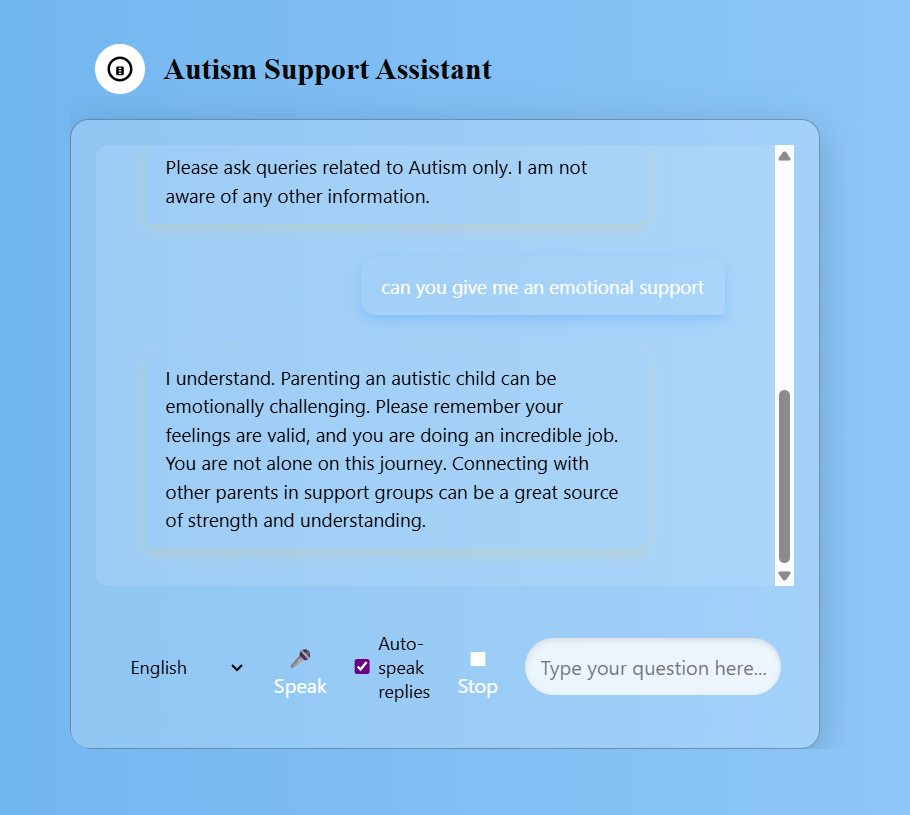 Autism Support Assistant
Please ask queries related to Autism only. I am not
aware of any other information.
can you give me an emotional support
I understand. Parenting an autistic child can be
emotionally challenging. Please remember your
feelings are valid, and you are doing an incredible job.
You are not alone on this journey. Connecting with
other parents in support groups can be a great source
of strength and understanding.
English
Speak
Auto-
speak
replies
Stop
Type your question here...